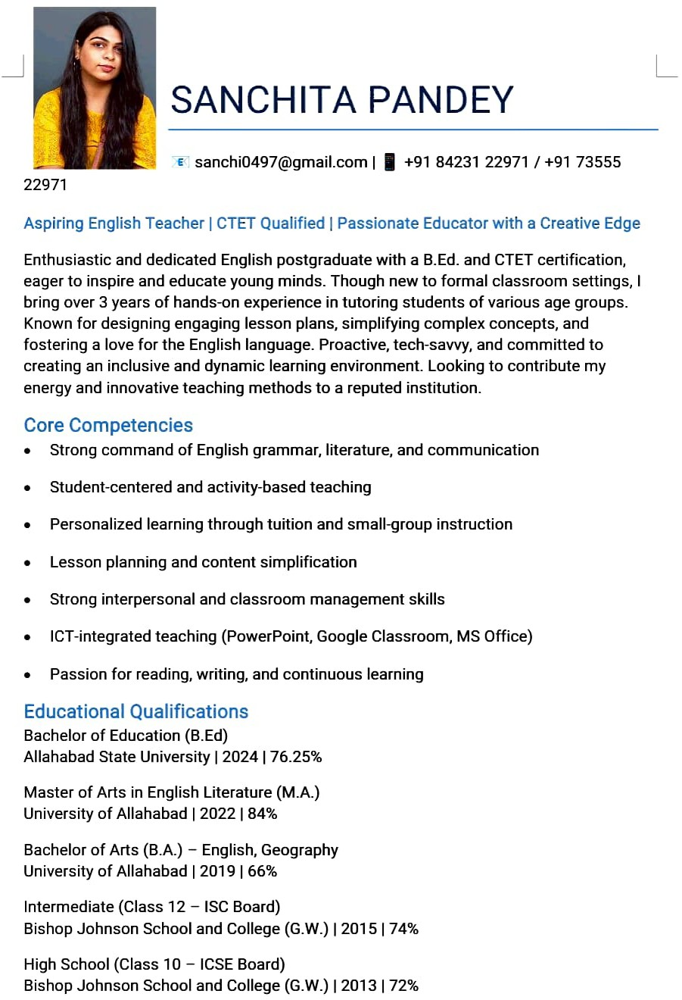 SANCHITA PANDEY
📧 sanchi0497@gmail.com | 📱 +91 84231 22971 / +91 73555
22971
Aspiring English Teacher | CTET Qualified | Passionate Educator with a Creative Edge
Enthusiastic and dedicated English postgraduate with a B.Ed. and CTET certification,
eager to inspire and educate young minds. Though new to formal classroom settings, I
bring over 3 years of hands-on experience in tutoring students of various age groups.
Known for designing engaging lesson plans, simplifying complex concepts, and
fostering a love for the English language. Proactive, tech-savvy, and committed to
creating an inclusive and dynamic learning environment. Looking to contribute my
energy and innovative teaching methods to a reputed institution.
Core Competencies
• Strong command of English grammar, literature, and communication
• Student-centered and activity-based teaching
• Personalized learning through tuition and small-group instruction
• Lesson planning and content simplification
• Strong interpersonal and classroom management skills
• ICT-integrated teaching (PowerPoint, Google Classroom, MS Office)
• Passion for reading, writing, and continuous learning
Educational Qualifications
Bachelor of Education (B.Ed)
Allahabad State University | 2024 | 76.25%
Master of Arts in English Literature (M.A.)
University of Allahabad | 2022 | 84%
Bachelor of Arts (B.A.) – English, Geography
University of Allahabad | 2019 | 66%
Intermediate (Class 12 – ISC Board)
Bishop Johnson School and College (G.W.) | 2015 | 74%
High School (Class 10 – ICSE Board)
Bishop Johnson School and College (G.W.) | 2013 | 72%